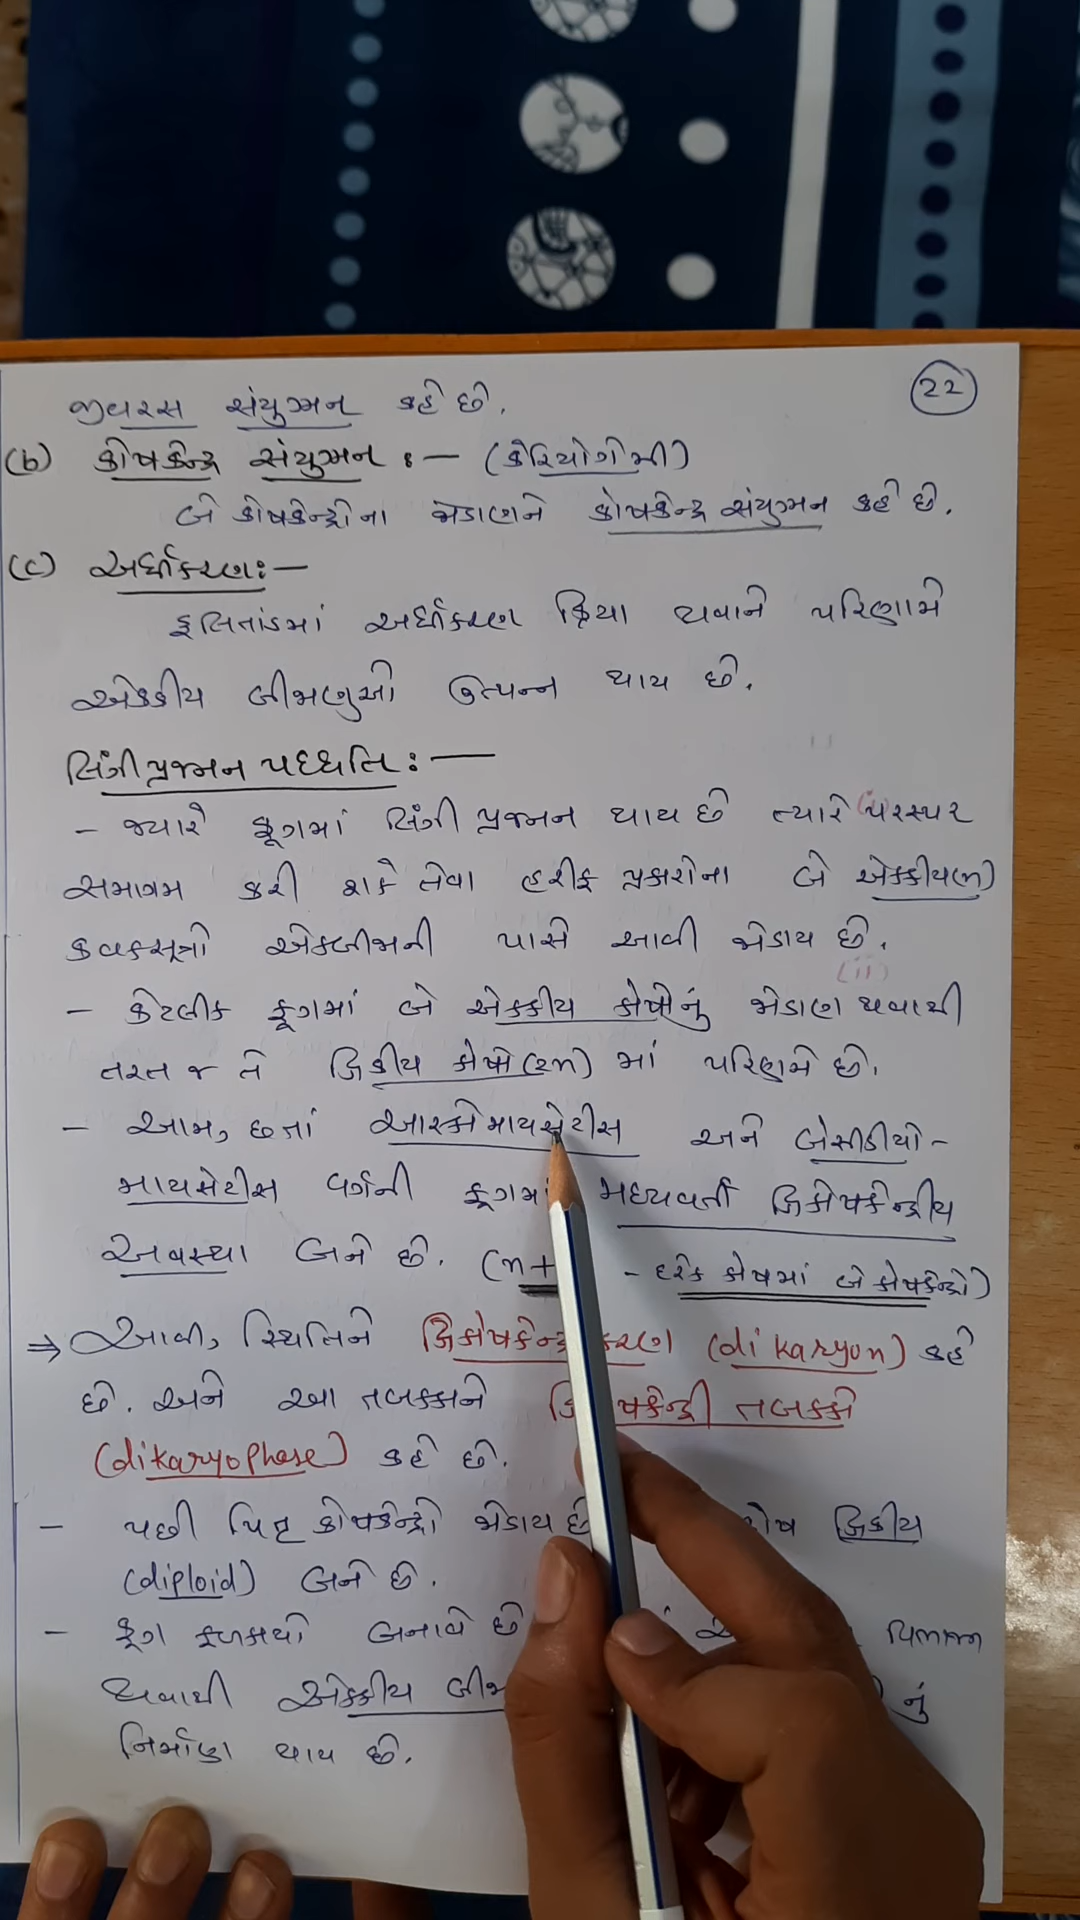 22
જીવરસ સંયુગ્મન કહે છે.
(b) કોષકેન્દ્ર સંયુગ્મન :— (કેરિયોગેમી)
બે કોષકેન્દ્રોના જોડાણને કોષકેન્દ્ર સંયુગ્મન કહે છે.
(c) અર્ધીકરણ:—
ફલિતાંડમાં અર્ધીકરણ ક્રિયા થવાને પરિણામે
એકકીય બીજાણુઓ ઉત્પન્ન થાય છે.
લિંગી પ્રજનન પધ્ધતિ :—
- જ્યારે ફૂગમાં લિંગી પ્રજનન થાય છે ત્યારે પરસ્પર
સમાગમ કરી શકે તેવા હરીફ પ્રકારોના બે એકકીય(n)
કવકસૂત્રો એકબીજાની પાસે આવી જોડાય છે.
(ii)
- કેટલીક ફૂગમાં બે એકકીય કોષોનું જોડાણ થવાથી
તરત જ તે દ્વિકીય કોષો(2n) માં પરિણમે છે.
- આમ, છતાં આસ્કોમાયસેટીસ અને બેસીડીયો-
માયસેટીસ વર્ગની ફૂગમાં મધ્યવર્તી દ્વિકોષકેન્દ્રીય
અવસ્થા બને છે. (n+ - દરેક કોષમાં બે કોષકેન્દ્રો)
⇒ આવી, સ્થિતિને દ્વિકોષકેન્દ્ર કરણ (dikaryon) કહે
છે. અને આ તબક્કાને ષકેન્દ્રી તબક્કો
(dikaryophase) કહે છે.
- પછી પિતૃ કોષકેન્દ્રો જોડાય છે કોષ દ્વિકીય
(diploid) બને છે.
- ફૂગ ફળકાયો બનાવે છે વિભાજન
થવાથી એકકીય બીજા નું
નિર્માણ થાય છે.